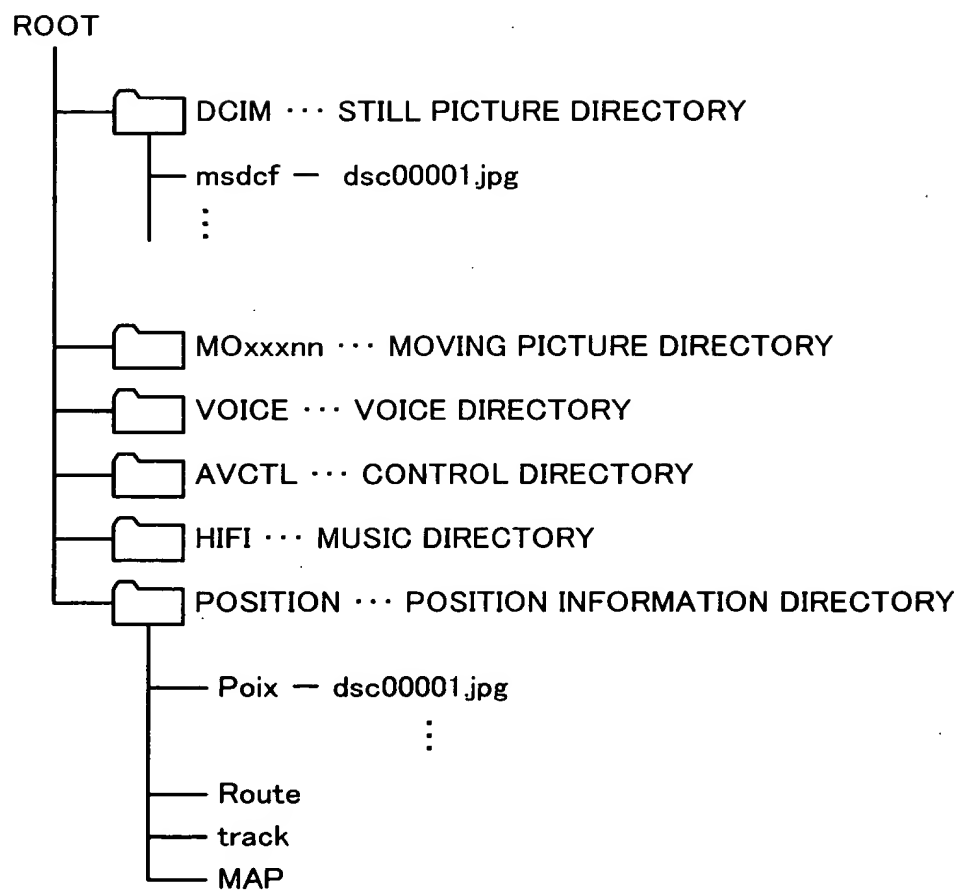 ROOT
DCIM ··· STILL PICTURE DIRECTORY
msdcf — dsc00001.jpg
⋮
MOxxxnn ··· MOVING PICTURE DIRECTORY
VOICE ··· VOICE DIRECTORY
AVCTL ··· CONTROL DIRECTORY
HIFI ··· MUSIC DIRECTORY
POSITION ··· POSITION INFORMATION DIRECTORY
Poix — dsc00001.jpg
⋮
Route
track
MAP